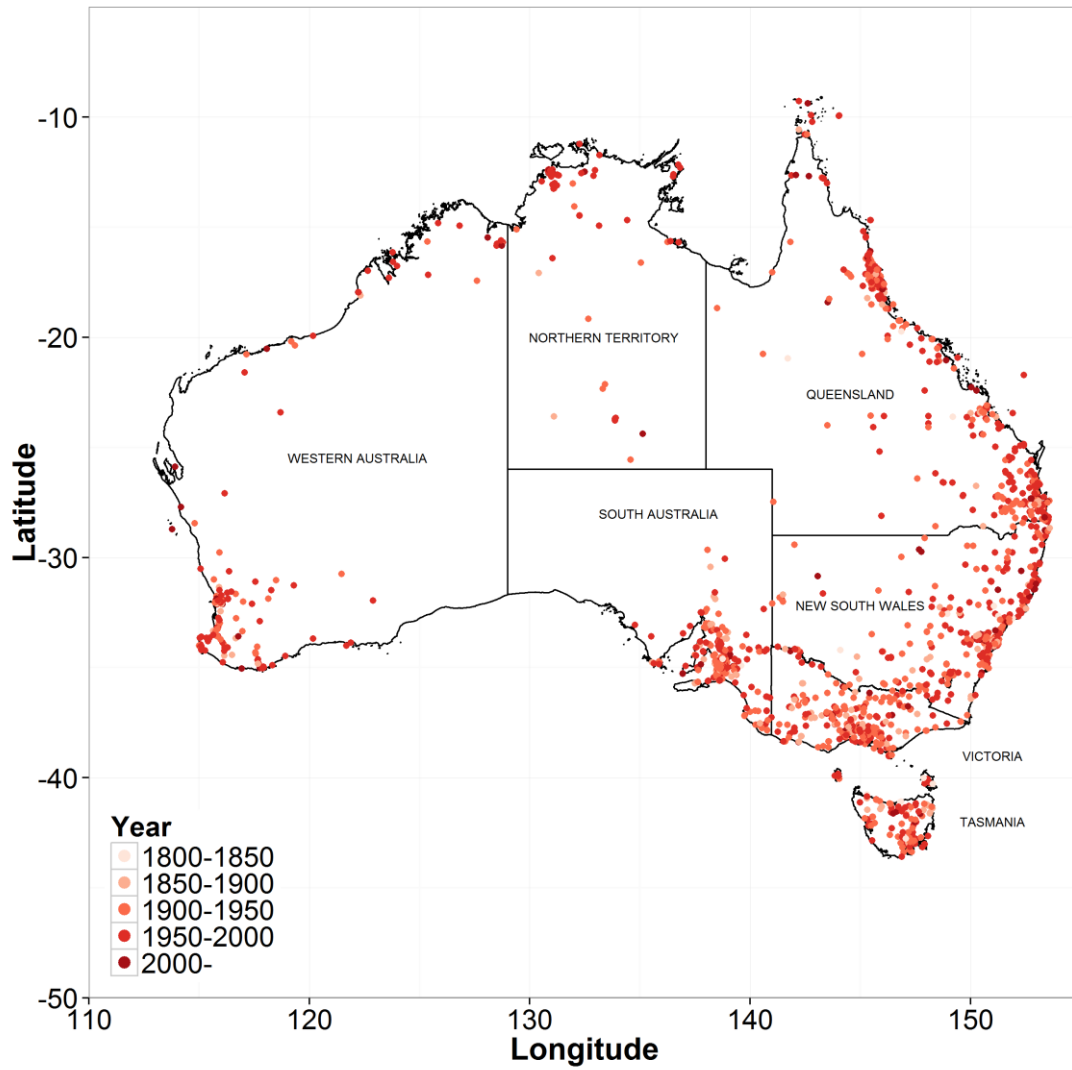 -10
-20
-30
-40
-50
Latitude
NORTHERN TERRITORY
QUEENSLAND
WESTERN AUSTRALIA
SOUTH AUSTRALIA
NEW SOUTH WALES
VICTORIA
TASMANIA
Year
1800-1850
1850-1900
1900-1950
1950-2000
2000-
110 120 130 140 150
Longitude